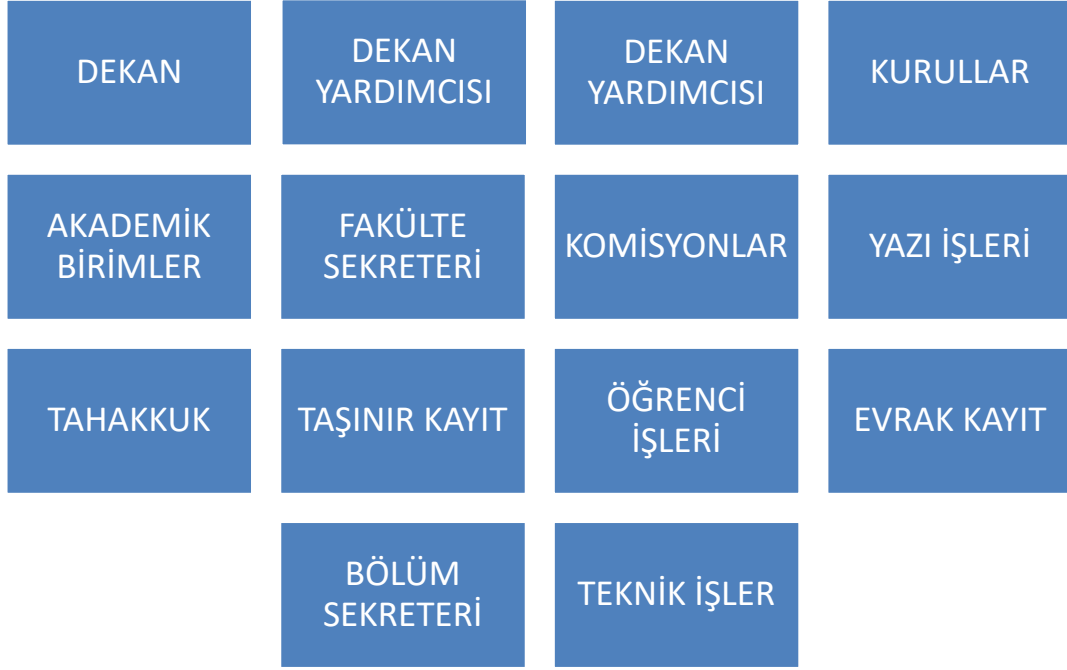 DEKAN
DEKAN
YARDIMCISI
DEKAN
YARDIMCISI
KURULLAR
AKADEMİK
BİRİMLER
FAKÜLTE
SEKRETERİ
KOMİSYONLAR
YAZI İŞLERİ
TAHAKKUK
TAŞINIR KAYIT
ÖĞRENCİ
İŞLERİ
EVRAK KAYIT
BÖLÜM
SEKRETERİ
TEKNİK İŞLER